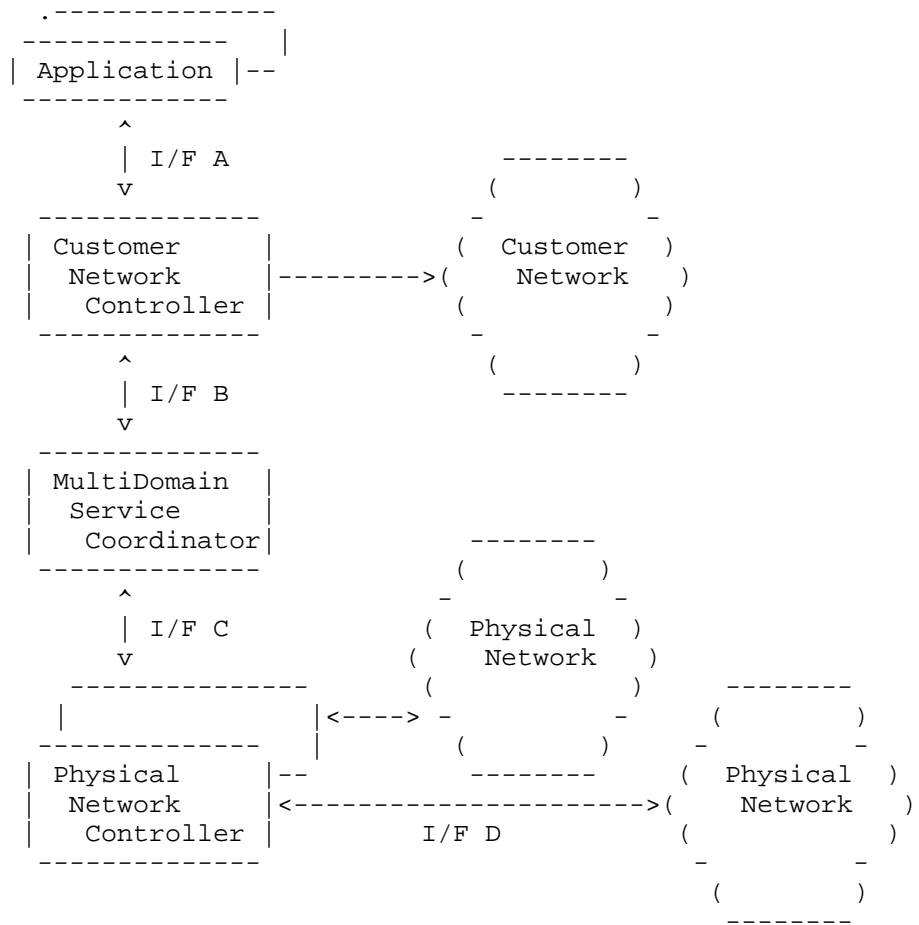 Application
I/F A
Customer
Network
Controller
Customer
Network
I/F B
MultiDomain
Service
Coordinator
I/F C
Physical
Network
Physical
Network
Controller
I/F D
Physical
Network